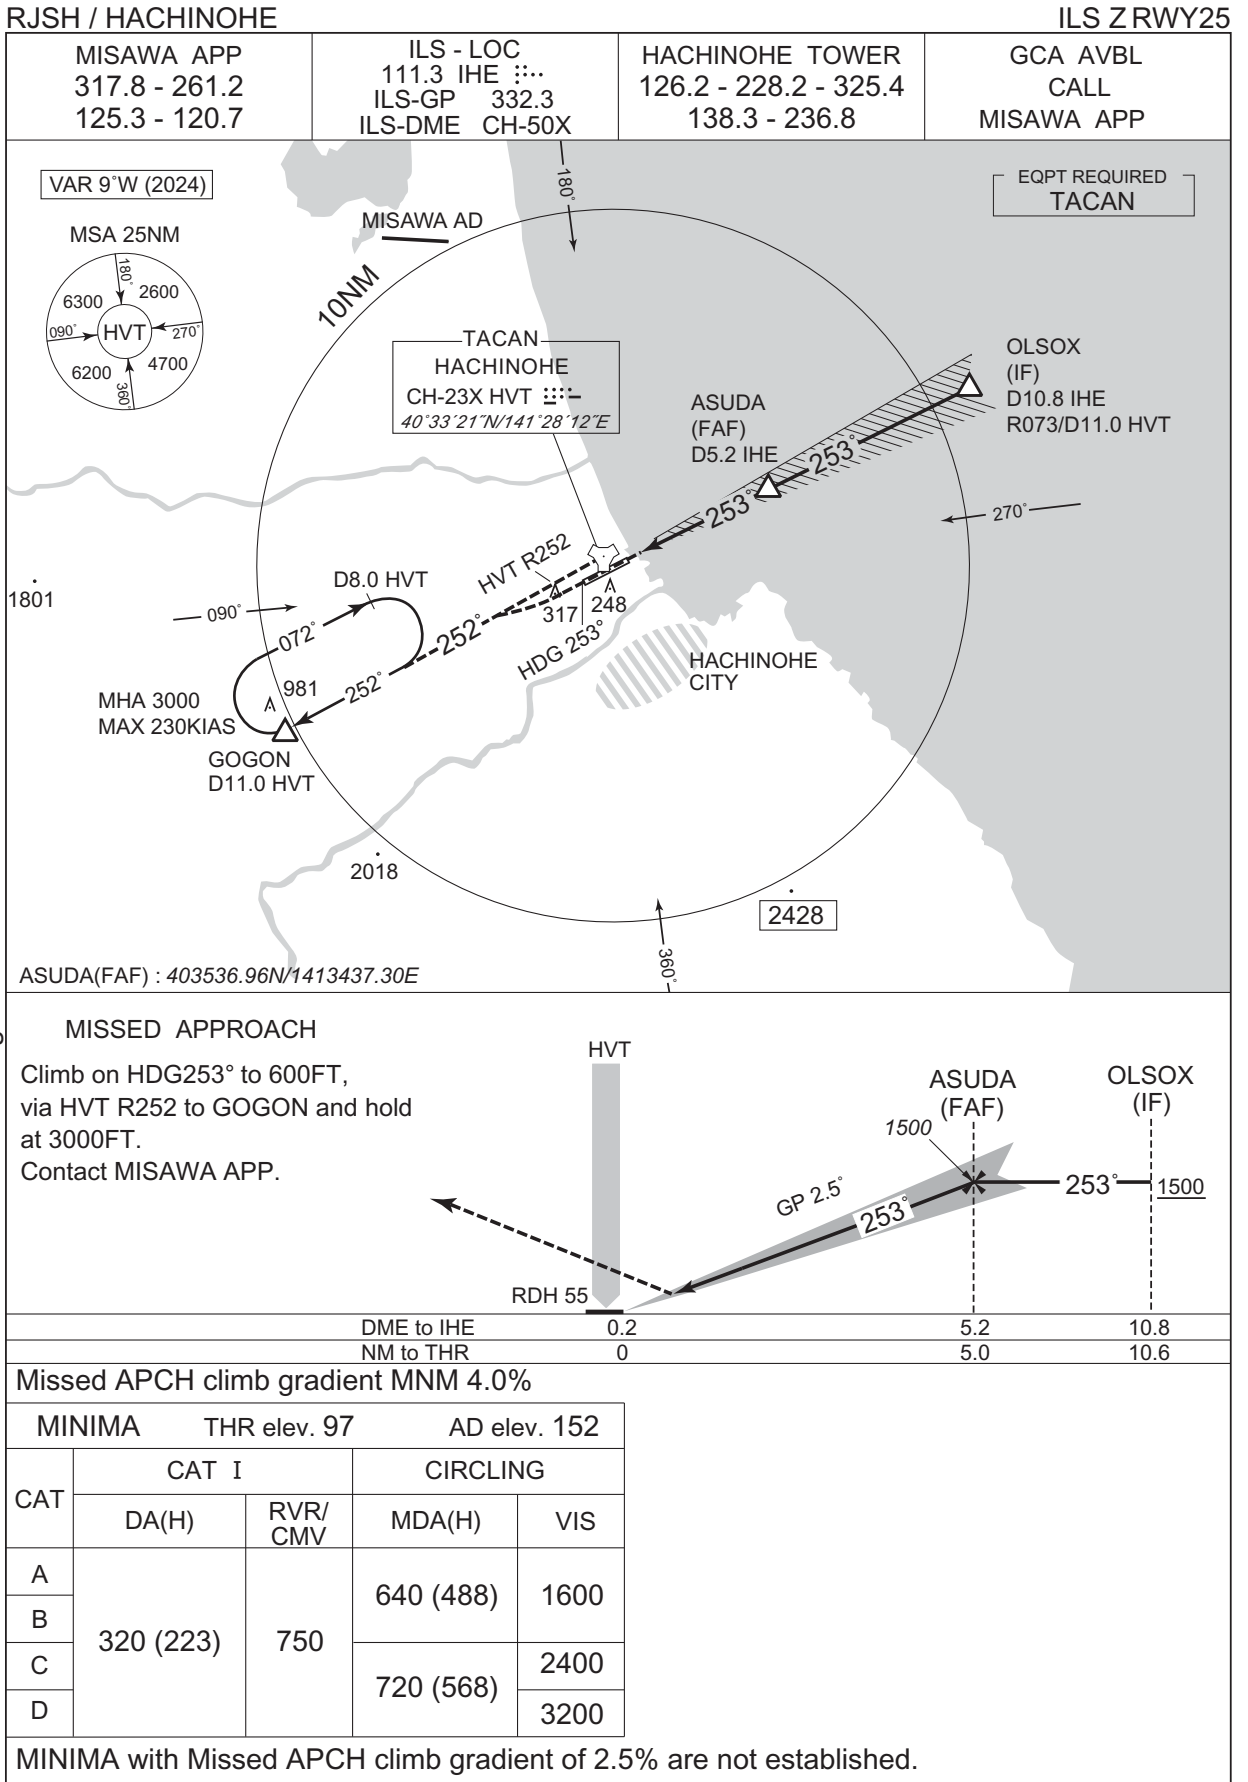 RJSH / HACHINOHE
ILS Z RWY25
MISAWA APP
317.8 - 261.2
125.3 - 120.7
ILS - LOC
111.3 IHE
ILS-GP 332.3
ILS-DME CH-50X
HACHINOHE TOWER
126.2 - 228.2 - 325.4
138.3 - 236.8
GCA AVBL
CALL
MISAWA APP
VAR 9°W (2024)
EQPT REQUIRED
TACAN
MSA 25NM
180°
6300
2600
090°
HVT
270°
6200
4700
360°
180°
MISAWA AD
10NM
TACAN
HACHINOHE
CH-23X HVT
40°33′21″N/141°28′12″E
OLSOX
(IF)
D10.8 IHE
R073/D11.0 HVT
ASUDA
(FAF)
D5.2 IHE
253°
253°
270°
HVT R252
1801
D8.0 HVT
090°
072°
252°
252°
317
248
HDG 253°
HACHINOHE
CITY
981
MHA 3000
MAX 230KIAS
GOGON
D11.0 HVT
2018
2428
360°
ASUDA(FAF) : 403536.96N/1413437.30E
MISSED APPROACH
Climb on HDG253° to 600FT,
via HVT R252 to GOGON and hold
at 3000FT.
Contact MISAWA APP.
HVT
ASUDA
(FAF)
OLSOX
(IF)
1500
GP 2.5°
253°
253°
1500
RDH 55
DME to IHE 0.2 5.2 10.8
NM to THR 0 5.0 10.6
Missed APCH climb gradient MNM 4.0%
MINIMA THR elev. 97 AD elev. 152
CAT
CAT I
CIRCLING
DA(H)
RVR/
CMV
MDA(H)
VIS
A
B
C
D
320 (223)
750
640 (488)
1600
720 (568)
2400
3200
MINIMA with Missed APCH climb gradient of 2.5% are not established.